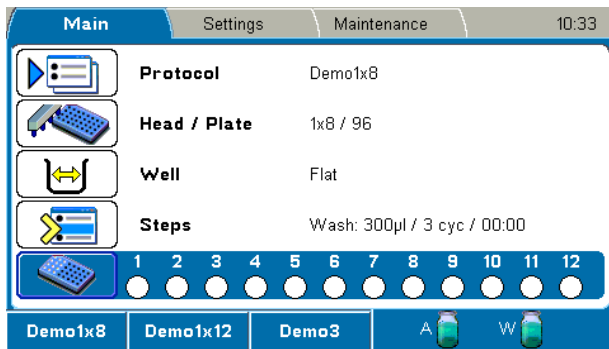 Main Settings Maintenance 10:33
Protocol Demo1x8
Head / Plate 1x8 / 96
Well Flat
Steps Wash: 300µl / 3 cyc / 00:00
1 2 3 4 5 6 7 8 9 10 11 12
Demo1x8 Demo1x12 Demo3 A W